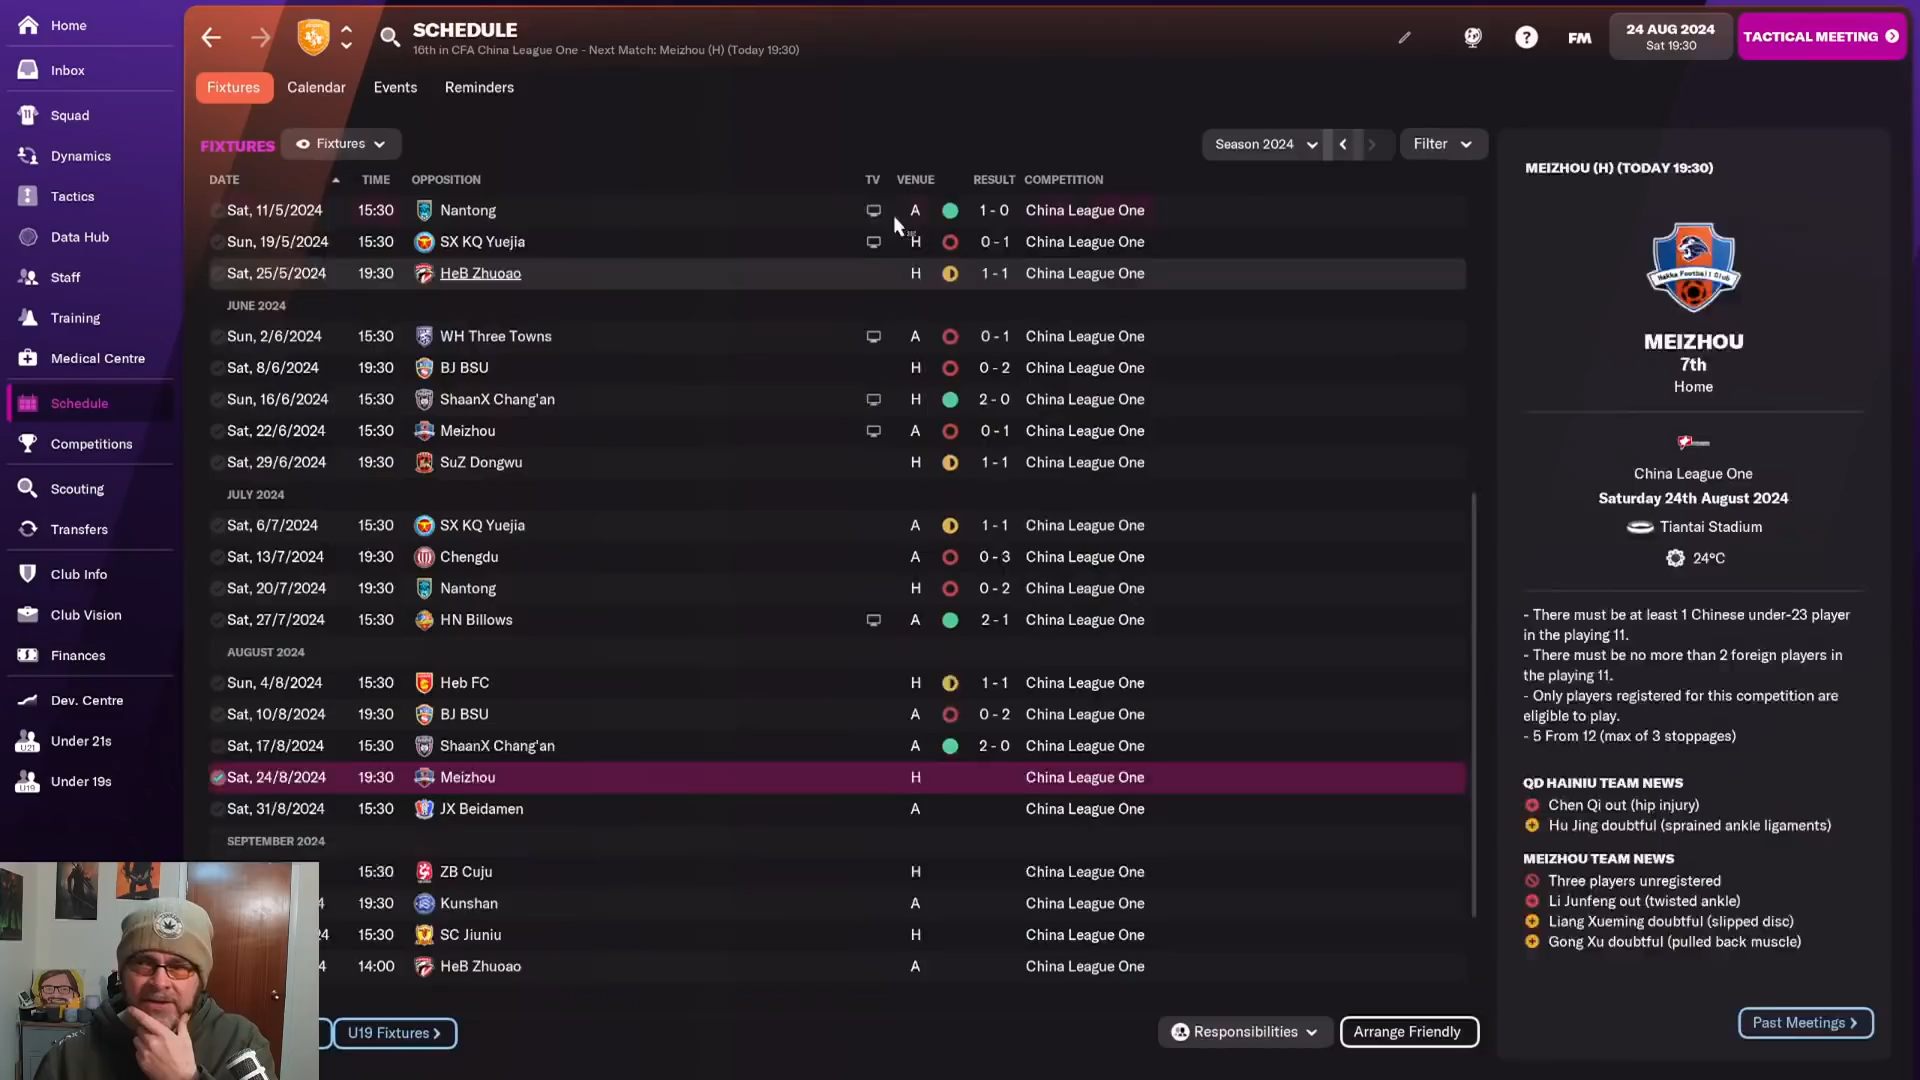 Home
Inbox
Squad
Dynamics
Tactics
Data Hub
Staff
Training
Medical Centre
Schedule
Competitions
Scouting
Transfers
Club Info
Club Vision
Finances
Dev. Centre
U21 Under 21s
U19 Under 19s
SCHEDULE
16th in CFA China League One - Next Match: Meizhou (H) (Today 19:30)
FM
24 AUG 2024
Sat 19:30
TACTICAL MEETING
Fixtures Calendar Events Reminders
FIXTURES Fixtures Season 2024 Filter
DATE TIME OPPOSITION TV VENUE RESULT COMPETITION
Sat, 11/5/2024 15:30 Nantong A 1 - 0 China League One
Sun, 19/5/2024 15:30 SX KQ Yuejia H 0 - 1 China League One
Sat, 25/5/2024 19:30 HeB Zhuoao H 1 - 1 China League One
JUNE 2024
Sun, 2/6/2024 15:30 WH Three Towns A 0 - 1 China League One
Sat, 8/6/2024 19:30 BJ BSU H 0 - 2 China League One
Sun, 16/6/2024 15:30 ShaanX Chang'an H 2 - 0 China League One
Sat, 22/6/2024 15:30 Meizhou A 0 - 1 China League One
Sat, 29/6/2024 19:30 SuZ Dongwu H 1 - 1 China League One
JULY 2024
Sat, 6/7/2024 15:30 SX KQ Yuejia A 1 - 1 China League One
Sat, 13/7/2024 19:30 Chengdu A 0 - 3 China League One
Sat, 20/7/2024 19:30 Nantong H 0 - 2 China League One
Sat, 27/7/2024 15:30 HN Billows A 2 - 1 China League One
AUGUST 2024
Sun, 4/8/2024 15:30 Heb FC H 1 - 1 China League One
Sat, 10/8/2024 19:30 BJ BSU A 0 - 2 China League One
Sat, 17/8/2024 15:30 ShaanX Chang'an A 2 - 0 China League One
Sat, 24/8/2024 19:30 Meizhou H China League One
Sat, 31/8/2024 15:30 JX Beidamen A China League One
SEPTEMBER 2024
15:30 ZB Cuju H China League One
19:30 Kunshan A China League One
4 15:30 SC Jiuniu H China League One
4 14:00 HeB Zhuoao A China League One
U19 Fixtures
Responsibilities Arrange Friendly
MEIZHOU (H) (TODAY 19:30)
Hakka Football Club
MEIZHOU
7th
Home
China League One
Saturday 24th August 2024
Tiantai Stadium
24°C
- There must be at least 1 Chinese under-23 player
in the playing 11.
- There must be no more than 2 foreign players in
the playing 11.
- Only players registered for this competition are
eligible to play.
- 5 From 12 (max of 3 stoppages)
QD HAINIU TEAM NEWS
Chen Qi out (hip injury)
Hu Jing doubtful (sprained ankle ligaments)
MEIZHOU TEAM NEWS
Three players unregistered
Li Junfeng out (twisted ankle)
Liang Xueming doubtful (slipped disc)
Gong Xu doubtful (pulled back muscle)
Past Meetings